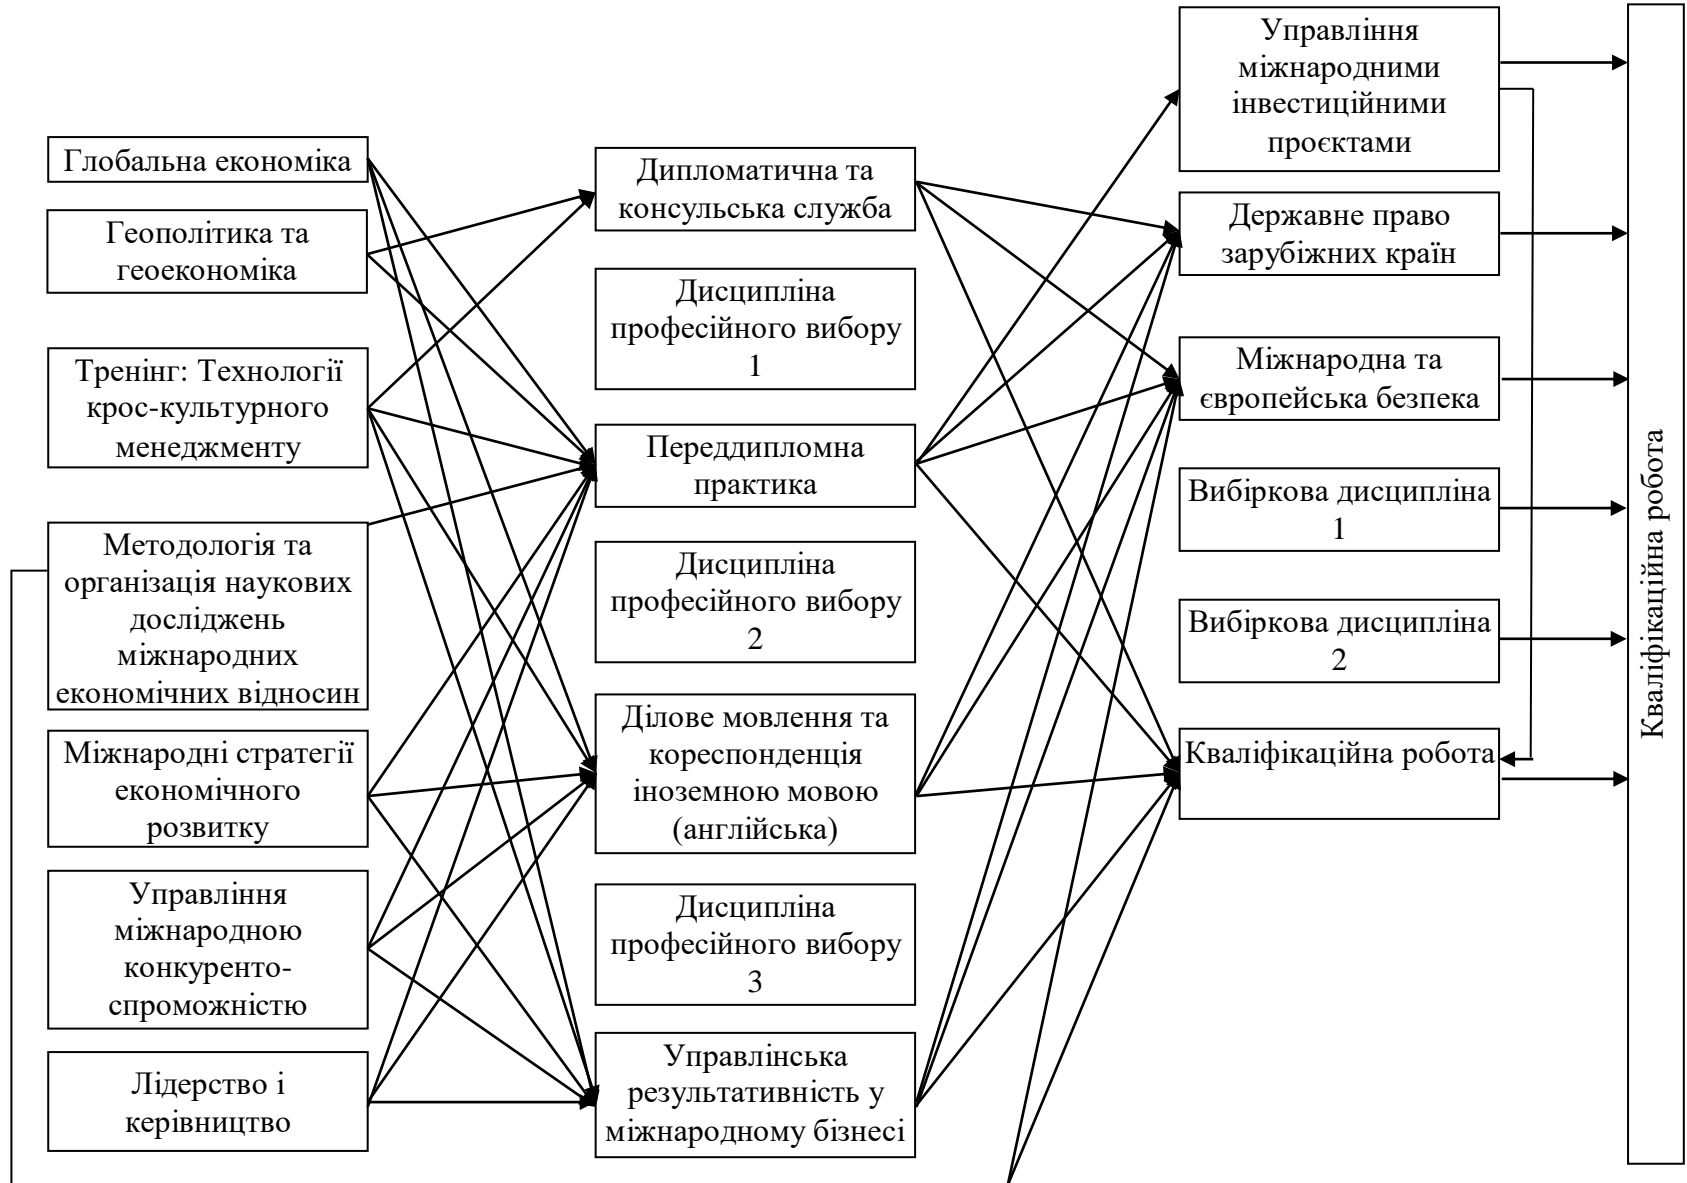 Глобальна економіка
Геополітика та
геоекономіка
Тренінг: Технології
крос-культурного
менеджменту
Методологія та
організація наукових
досліджень
міжнародних
економічних відносин
Міжнародні стратегії
економічного
розвитку
Управління
міжнародною
конкуренто-
спроможністю
Лідерство і
керівництво
Дипломатична та
консульська служба
Дисципліна
професійного вибору
1
Переддипломна
практика
Дисципліна
професійного вибору
2
Ділове мовлення та
кореспонденція
іноземною мовою
(англійська)
Дисципліна
професійного вибору
3
Управлінська
результативність у
міжнародному бізнесі
Управління
міжнародними
інвестиційними
проєктами
Державне право
зарубіжних країн
Міжнародна та
європейська безпека
Вибіркова дисципліна
1
Вибіркова дисципліна
2
Кваліфікаційна робота
Кваліфікаційна робота